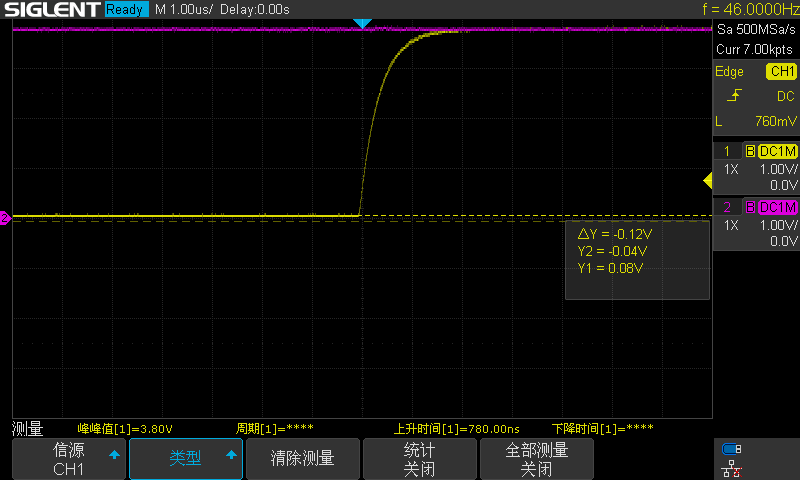 SIGLENT Ready M 1.00us/ Delay:0.00s f = 46.0000Hz
Sa 500MSa/s
Curr 7.00kpts
Edge CH1
DC
L 760mV
1 B DC1M
1X 1.00V/
0.0V
2 B DC1M
1X 1.00V/
0.0V
2
△Y = -0.12V
Y2 = -0.04V
Y1 = 0.08V
测量 峰峰值[1]=3.80V 周期[1]=**** 上升时间[1]=780.00ns 下降时间[1]=****
信源
CH1
类型
清除测量
统计
关闭
全部测量
关闭